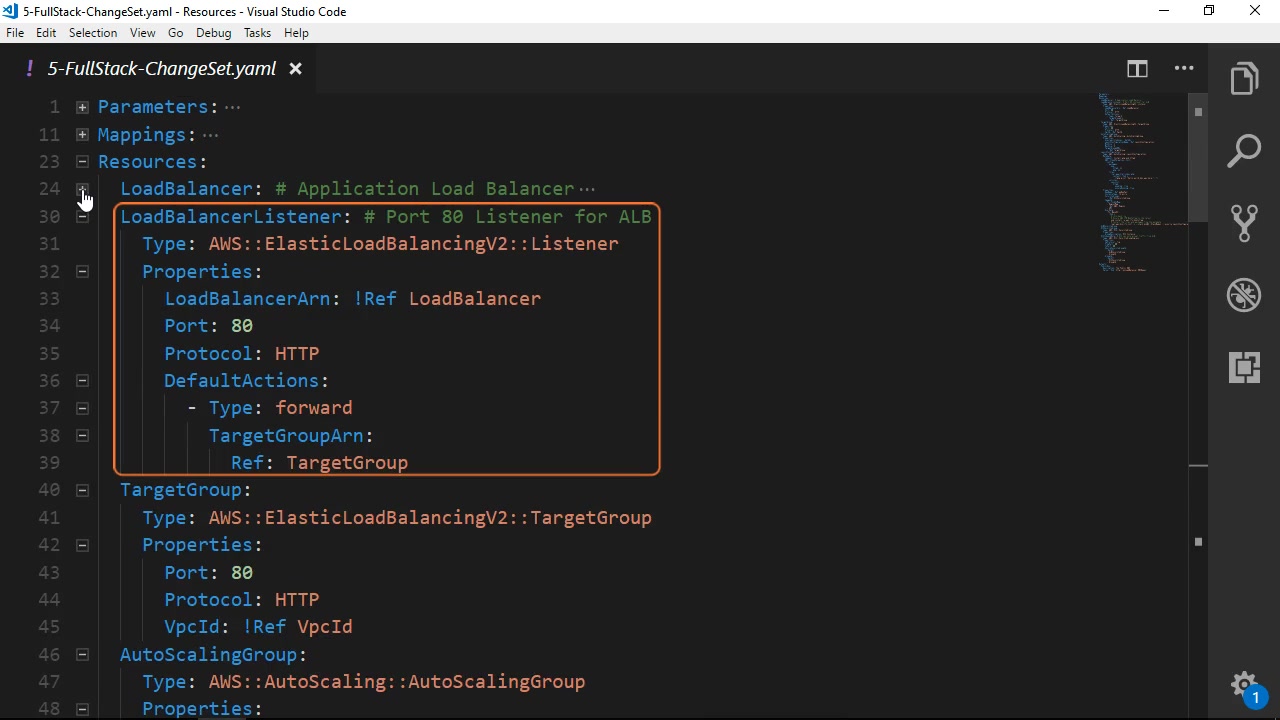 5-FullStack-ChangeSet.yaml - Resources - Visual Studio Code
File Edit Selection View Go Debug Tasks Help
! 5-FullStack-ChangeSet.yaml ×
1 Parameters: ···
11 Mappings: ···
23 Resources:
24 LoadBalancer: # Application Load Balancer ···
30 LoadBalancerListener: # Port 80 Listener for ALB
31 Type: AWS::ElasticLoadBalancingV2::Listener
32 Properties:
33 LoadBalancerArn: !Ref LoadBalancer
34 Port: 80
35 Protocol: HTTP
36 DefaultActions:
37 - Type: forward
38 TargetGroupArn:
39 Ref: TargetGroup
40 TargetGroup:
41 Type: AWS::ElasticLoadBalancingV2::TargetGroup
42 Properties:
43 Port: 80
44 Protocol: HTTP
45 VpcId: !Ref VpcId
46 AutoScalingGroup:
47 Type: AWS::AutoScaling::AutoScalingGroup
48 Properties:
1